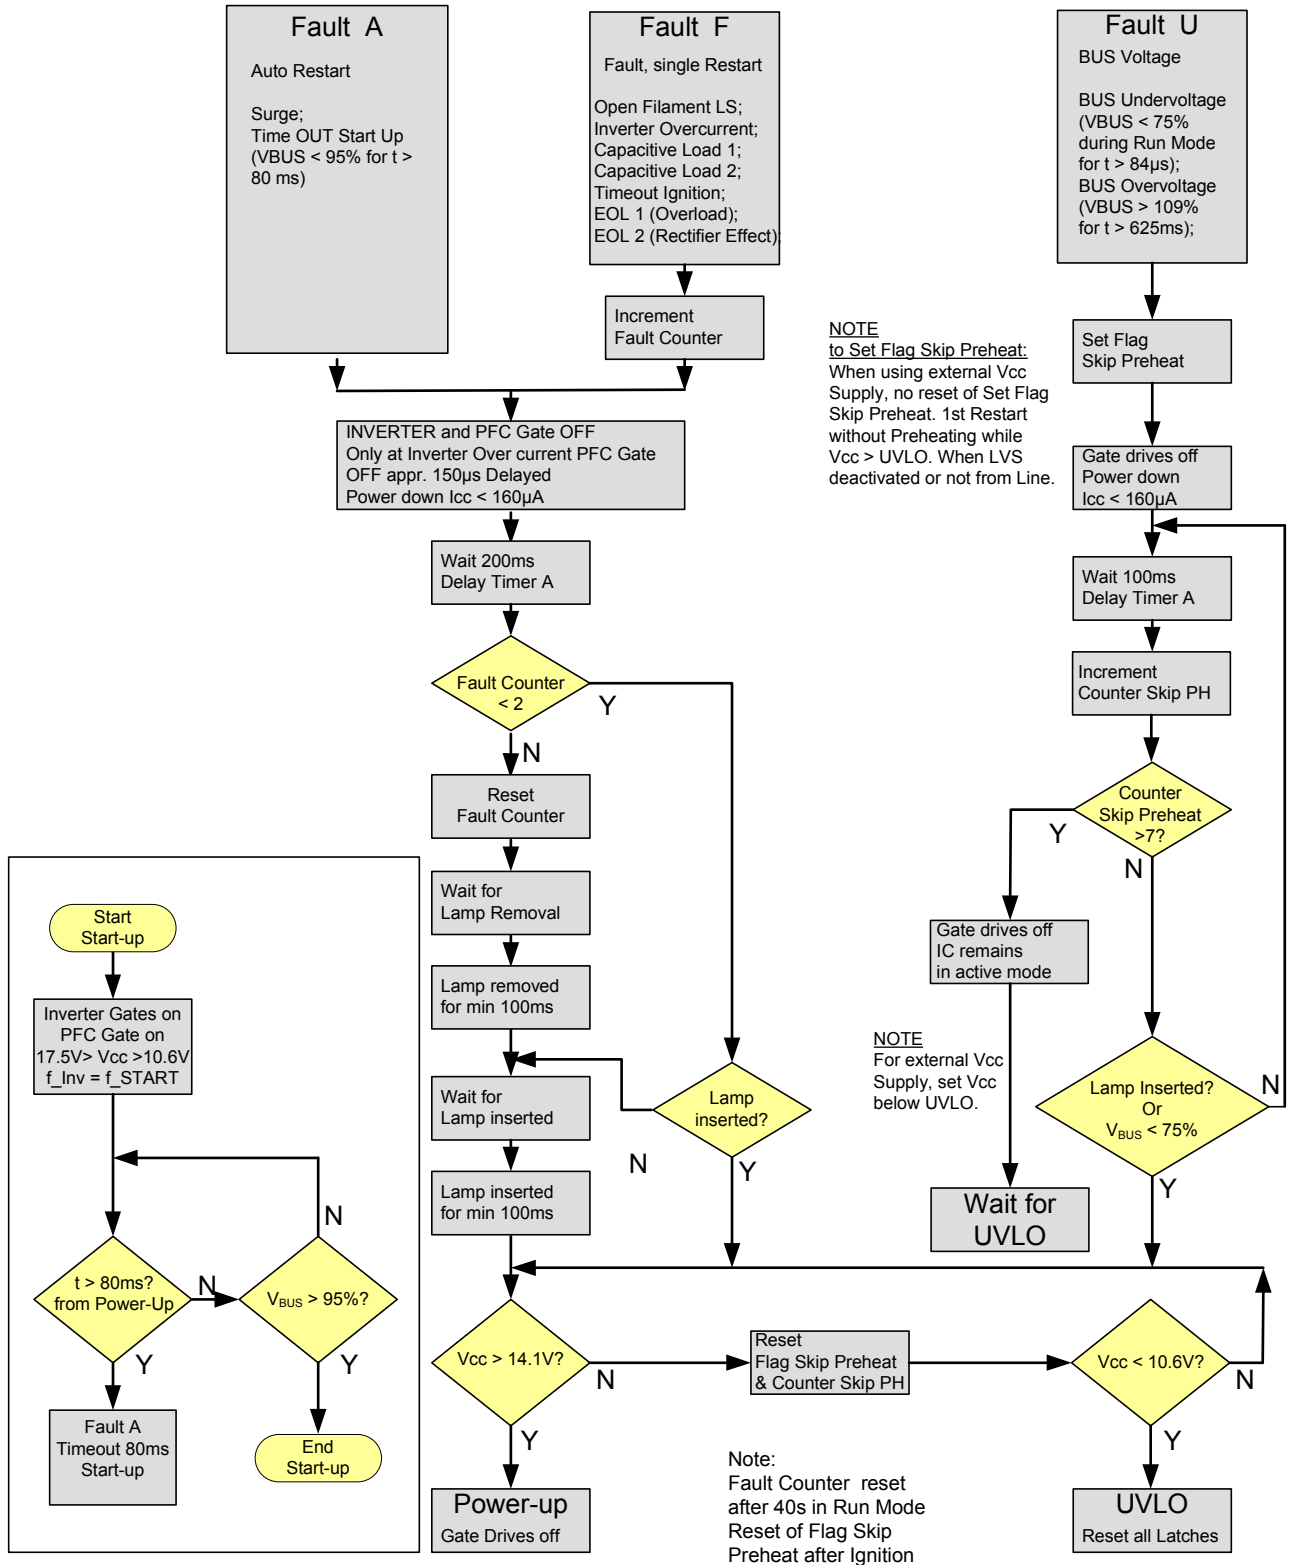 Fault A
Auto Restart
Surge;
Time OUT Start Up
(VBUS < 95% for t >
80 ms)
Fault F
Fault, single Restart
Open Filament LS;
Inverter Overcurrent;
Capacitive Load 1;
Capacitive Load 2;
Timeout Ignition;
EOL 1 (Overload);
EOL 2 (Rectifier Effect);
Fault U
BUS Voltage
BUS Undervoltage
(VBUS < 75%
during Run Mode
for t > 84µs);
BUS Overvoltage
(VBUS > 109%
for t > 625ms);
Increment
Fault Counter
NOTE
to Set Flag Skip Preheat:
When using external Vcc
Supply, no reset of Set Flag
Skip Preheat. 1st Restart
without Preheating while
Vcc > UVLO. When LVS
deactivated or not from Line.
Set Flag
Skip Preheat
INVERTER and PFC Gate OFF
Only at Inverter Over current PFC Gate
OFF appr. 150µs Delayed
Power down Icc < 160µA
Gate drives off
Power down
Icc < 160µA
Wait 200ms
Delay Timer A
Wait 100ms
Delay Timer A
Fault Counter
< 2
Y
N
Increment
Counter Skip PH
Reset
Fault Counter
Counter
Skip Preheat
>7?
Y
N
Wait for
Lamp Removal
Gate drives off
IC remains
in active mode
Lamp removed
for min 100ms
NOTE
For external Vcc
Supply, set Vcc
below UVLO.
Wait for
Lamp inserted
Lamp
inserted?
N
Y
Lamp Inserted?
Or
VBUS < 75%
N
Y
Lamp inserted
for min 100ms
Wait for
UVLO
Start
Start-up
Inverter Gates on
PFC Gate on
17.5V> Vcc >10.6V
f_Inv = f_START
N
t > 80ms?
from Power-Up
N
VBUS > 95%?
Y
Y
Fault A
Timeout 80ms
Start-up
End
Start-up
Vcc > 14.1V?
N
Y
Reset
Flag Skip Preheat
& Counter Skip PH
Vcc < 10.6V?
N
Y
Power-up
Gate Drives off
Note:
Fault Counter reset
after 40s in Run Mode
Reset of Flag Skip
Preheat after Ignition
UVLO
Reset all Latches